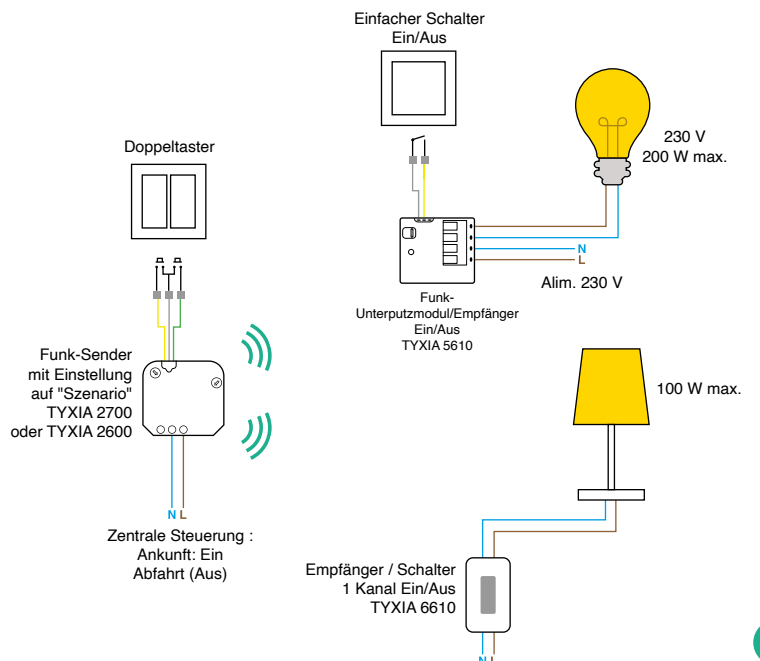 Einfacher Schalter
Ein/Aus
Doppeltaster
230 V
200 W max.
N
L
Alim. 230 V
Funk-
Unterputzmodul/Empfänger
Ein/Aus
TYXIA 5610
Funk-Sender
mit Einstellung
auf "Szenario"
TYXIA 2700
oder TYXIA 2600
N L
Zentrale Steuerung :
Ankunft: Ein
Abfahrt (Aus)
100 W max.
Empfänger / Schalter
1 Kanal Ein/Aus
TYXIA 6610
N L